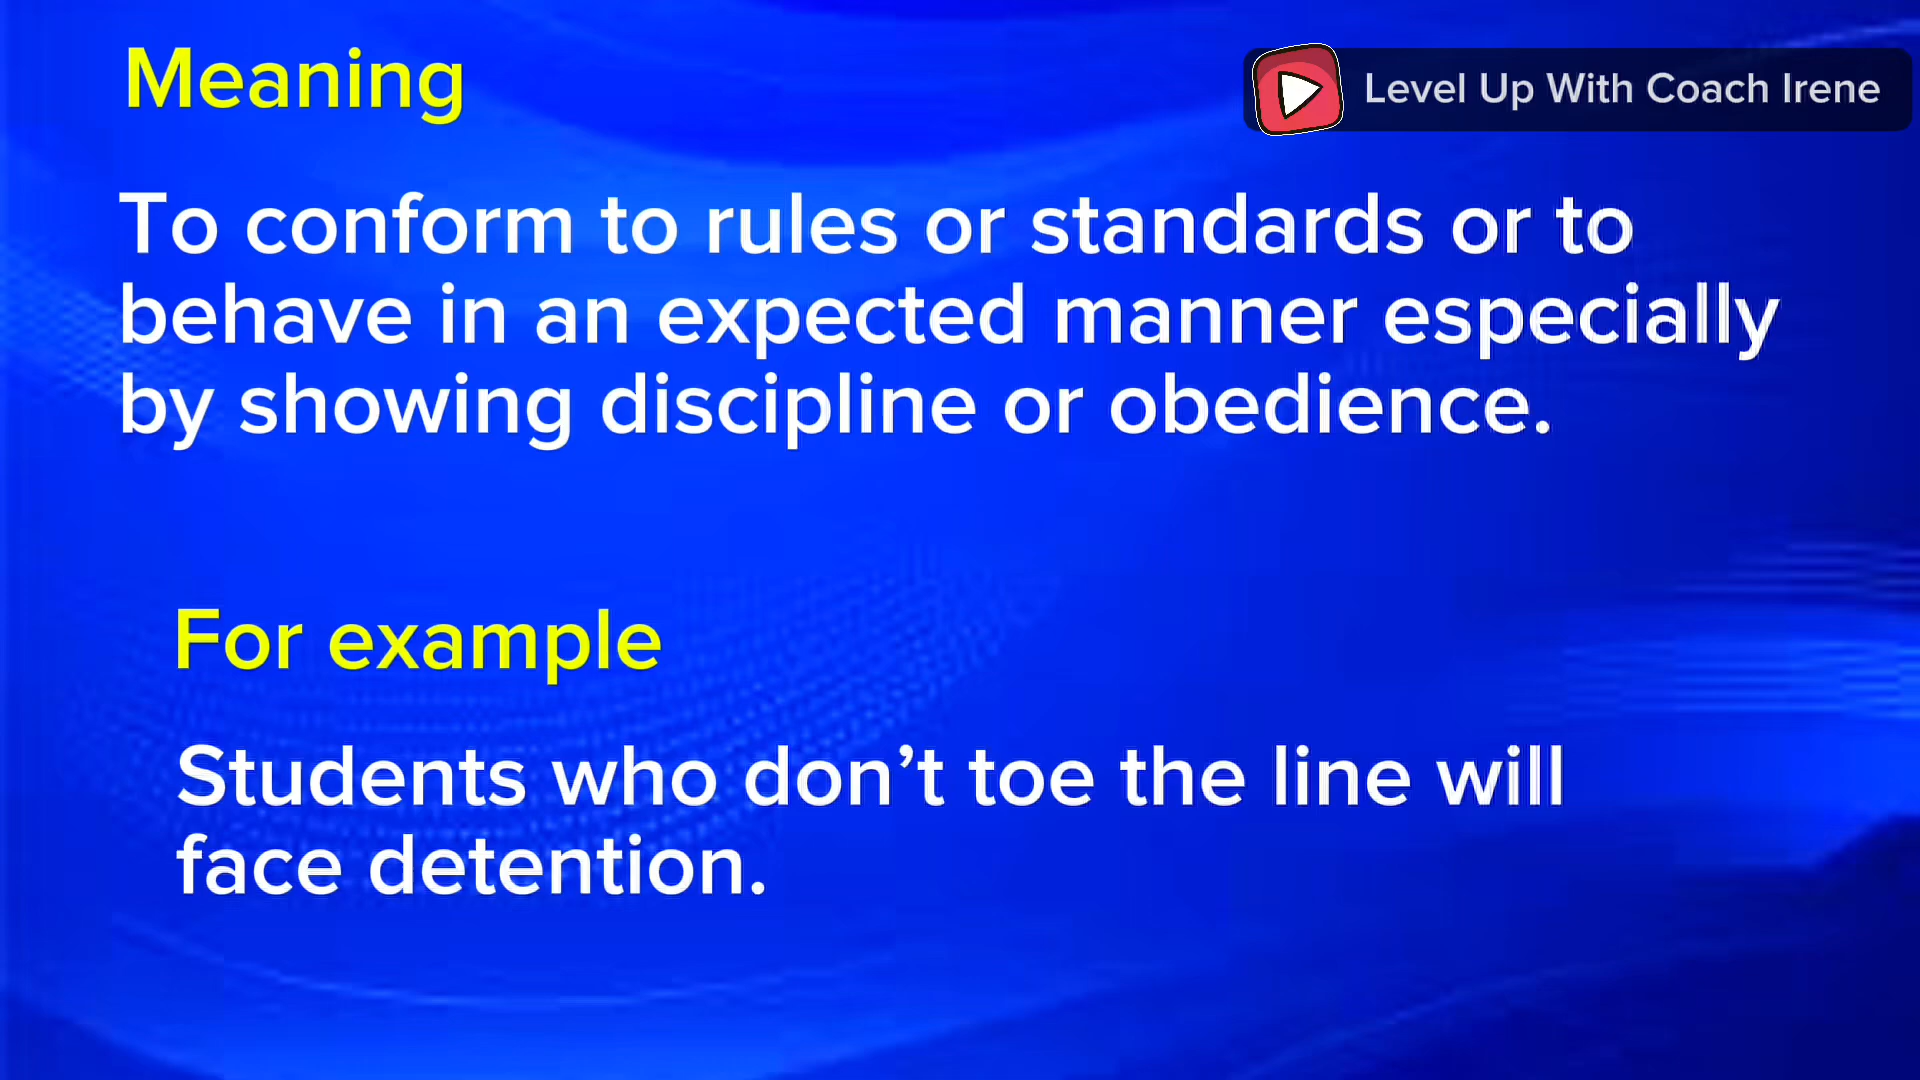 Meaning
Level Up With Coach Irene
To conform to rules or standards or to
behave in an expected manner especially
by showing discipline or obedience.
For example
Students who don’t toe the line will
face detention.